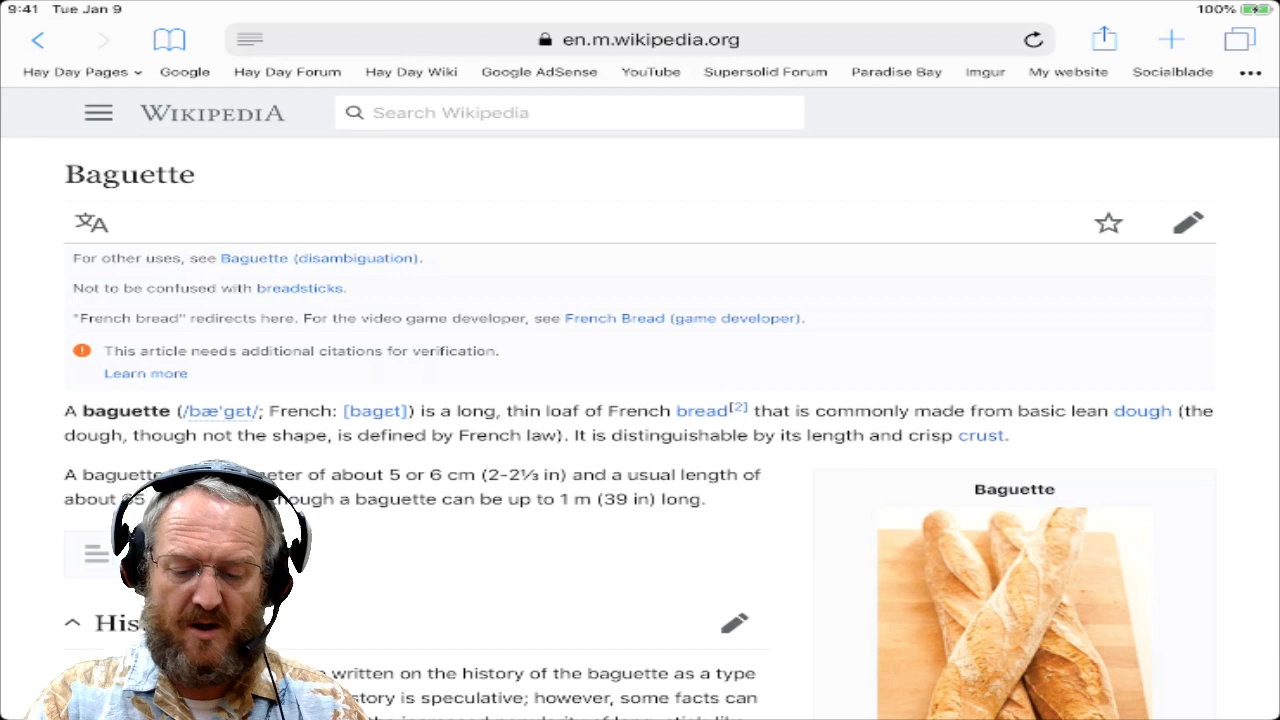 9:41 Tue Jan 9 100%
en.m.wikipedia.org
Hay Day Pages Google Hay Day Forum Hay Day Wiki Google AdSense YouTube Supersolid Forum Paradise Bay Imgur My website Socialblade
WIKIPEDIA Search Wikipedia
Baguette
For other uses, see Baguette (disambiguation).
Not to be confused with breadsticks.
"French bread" redirects here. For the video game developer, see French Bread (game developer).
This article needs additional citations for verification.
Learn more
A baguette (/bæˈɡɛt/; French: [baɡɛt]) is a long, thin loaf of French bread[2] that is commonly made from basic lean dough (the
dough, though not the shape, is defined by French law). It is distinguishable by its length and crisp crust.
A baguette of about 5 or 6 cm (2–2⅓ in) and a usual length of
about a baguette can be up to 1 m (39 in) long.
Baguette
written on the history of the baguette as a type
is speculative; however, some facts can